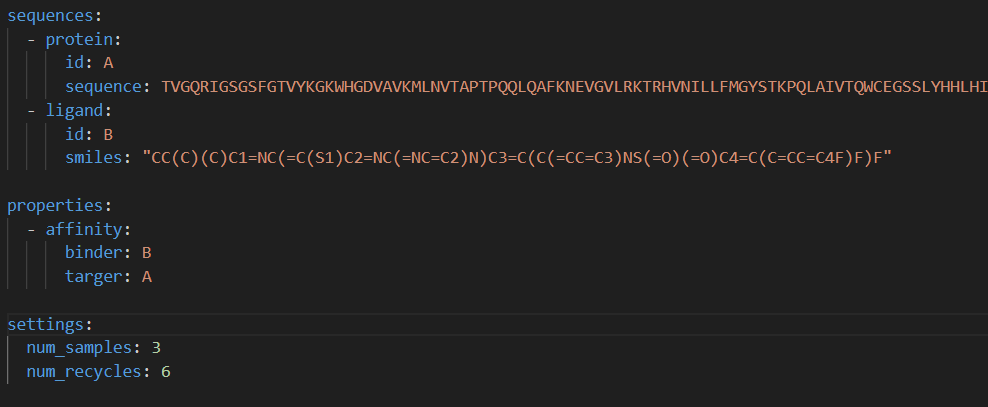 sequences:
  - protein:
      id: A
      sequence: TVGQRIGSGSFGTVYKGKWHGDVAVKMLNVTAPTPQQLQAFKNEVGVLRKTRHVNILLFMGYSTKPQLAIVTQWCEGSSLYHHLHI
  - ligand:
      id: B
      smiles: "CC(C)(C)C1=NC(=C(S1)C2=NC(=NC=C2)N)C3=C(C(=CC=C3)NS(=O)(=O)C4=C(C=CC=C4F)F)F"
properties:
  - affinity:
      binder: B
      targer: A
settings:
  num_samples: 3
  num_recycles: 6